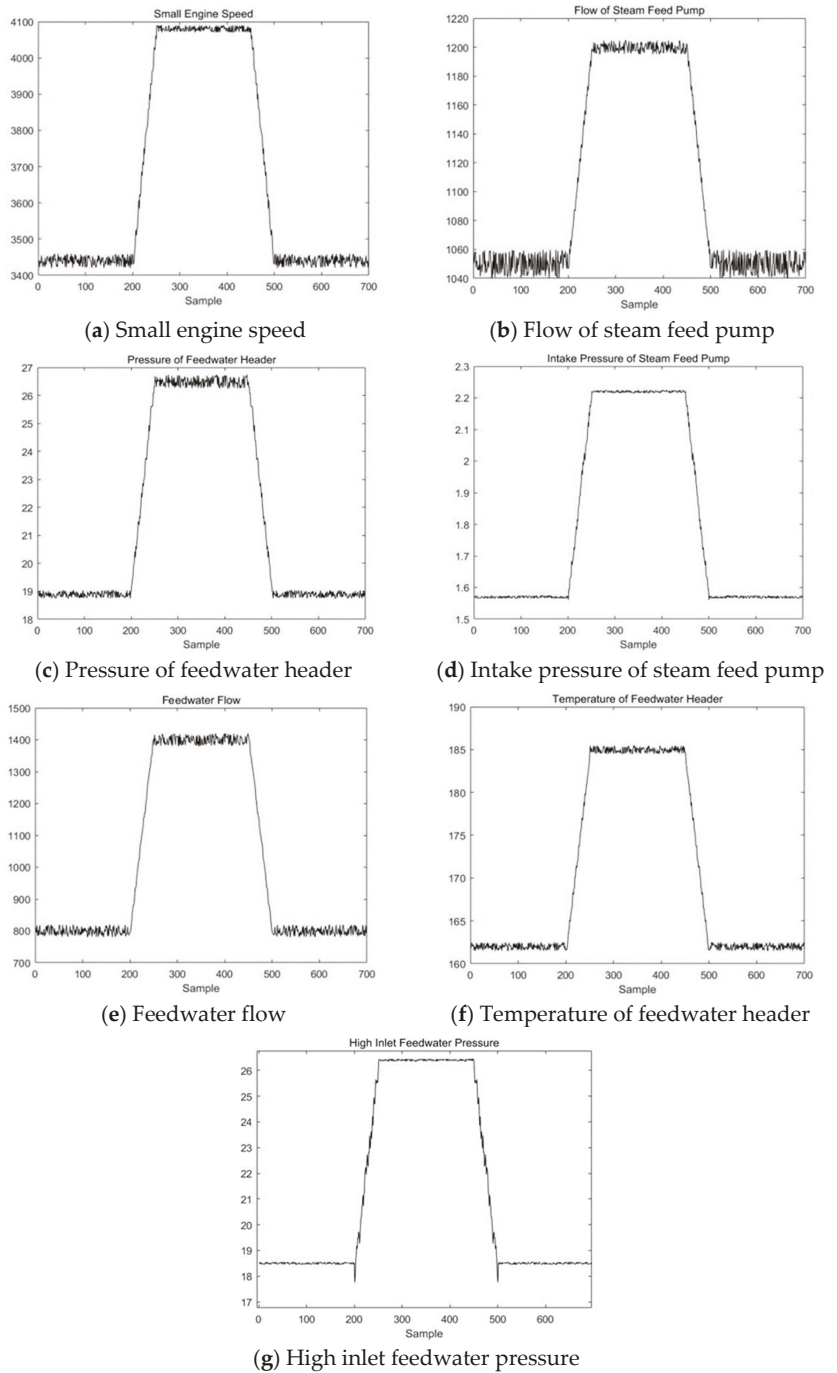 Small Engine Speed
4100
4000
3900
3800
3700
3600
3500
3400
0 100 200 300 400 500 600 700
Sample
(a) Small engine speed
Flow of Steam Feed Pump
1220
1200
1180
1160
1140
1120
1100
1080
1060
1040
0 100 200 300 400 500 600 700
Sample
(b) Flow of steam feed pump
Pressure of Feedwater Header
27
26
25
24
23
22
21
20
19
18
0 100 200 300 400 500 600 700
Sample
(c) Pressure of feedwater header
Intake Pressure of Steam Feed Pump
2.3
2.2
2.1
2
1.9
1.8
1.7
1.6
1.5
0 100 200 300 400 500 600 700
Sample
(d) Intake pressure of steam feed pump
Feedwater Flow
1500
1400
1300
1200
1100
1000
900
800
700
0 100 200 300 400 500 600 700
Sample
(e) Feedwater flow
Temperature of Feedwater Header
190
185
180
175
170
165
160
0 100 200 300 400 500 600 700
Sample
(f) Temperature of feedwater header
High Inlet Feedwater Pressure
26
25
24
23
22
21
20
19
18
17
0 100 200 300 400 500 600
Sample
(g) High inlet feedwater pressure